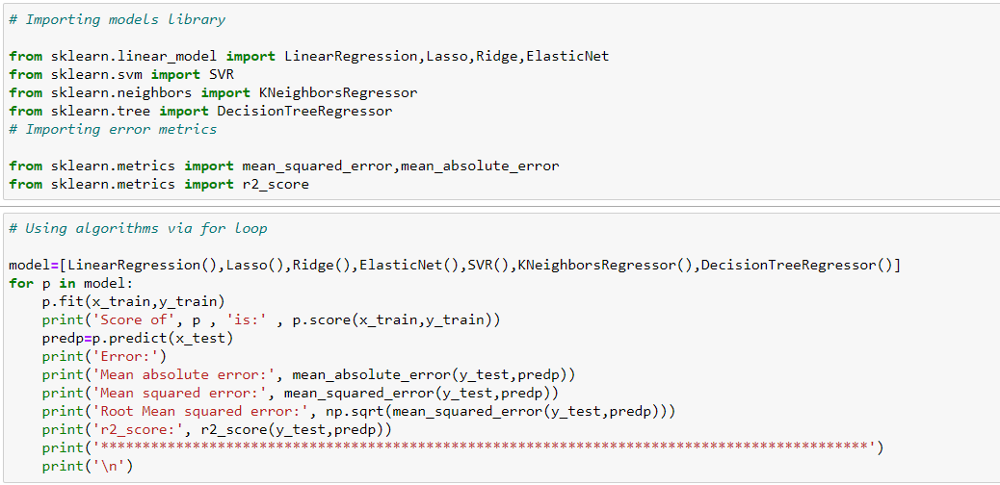 # Importing models library
from sklearn.linear_model import LinearRegression,Lasso,Ridge,ElasticNet
from sklearn.svm import SVR
from sklearn.neighbors import KNeighborsRegressor
from sklearn.tree import DecisionTreeRegressor
# Importing error metrics
from sklearn.metrics import mean_squared_error,mean_absolute_error
from sklearn.metrics import r2_score
# Using algorithms via for loop
model=[LinearRegression(),Lasso(),Ridge(),ElasticNet(),SVR(),KNeighborsRegressor(),DecisionTreeRegressor()]
for p in model:
    p.fit(x_train,y_train)
    print('Score of', p , 'is:' , p.score(x_train,y_train))
    predp=p.predict(x_test)
    print('Error:')
    print('Mean absolute error:', mean_absolute_error(y_test,predp))
    print('Mean squared error:', mean_squared_error(y_test,predp))
    print('Root Mean squared error:', np.sqrt(mean_squared_error(y_test,predp)))
    print('r2_score:', r2_score(y_test,predp))
    print('********************************************************************************************')
    print('\n')